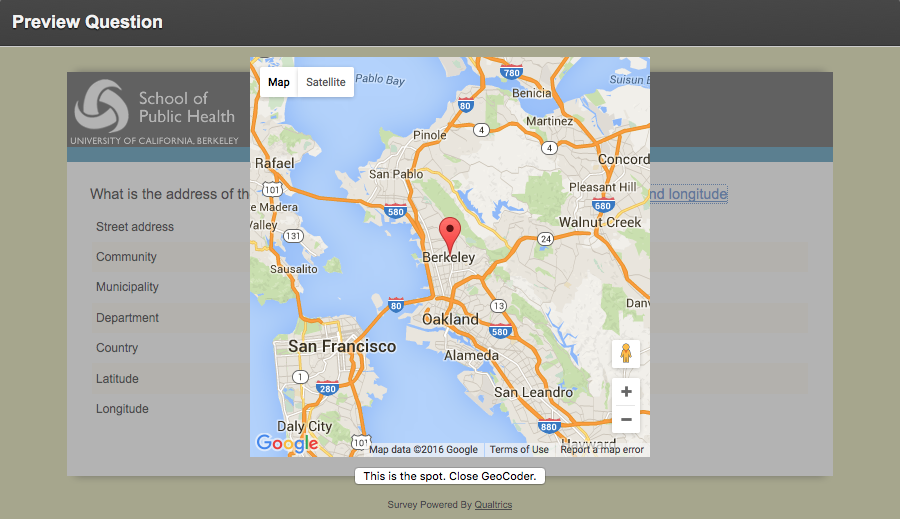 Preview Question
School of
Public Health
UNIVERSITY OF CALIFORNIA, BERKELEY
What is the address of th
nd longitude
Street address
Community
Municipality
Department
Country
Latitude
Longitude
Map Satellite
Pablo Bay
780
Suisun B
Benicia
80
Martinez
Pinole
4
4
Concord
Rafael
San Pablo
101
Pleasant Hill
e Madera
580
680
Valley
Walnut Creek
131
24
Berkeley
Sausalito
80
13
Danv
Oakland
580
San Francisco
Alameda
1
280
San Leandro
Daly City
880
Hayward
Google
101
Map data ©2016 Google Terms of Use Report a map error
This is the spot. Close GeoCoder.
Survey Powered By Qualtrics